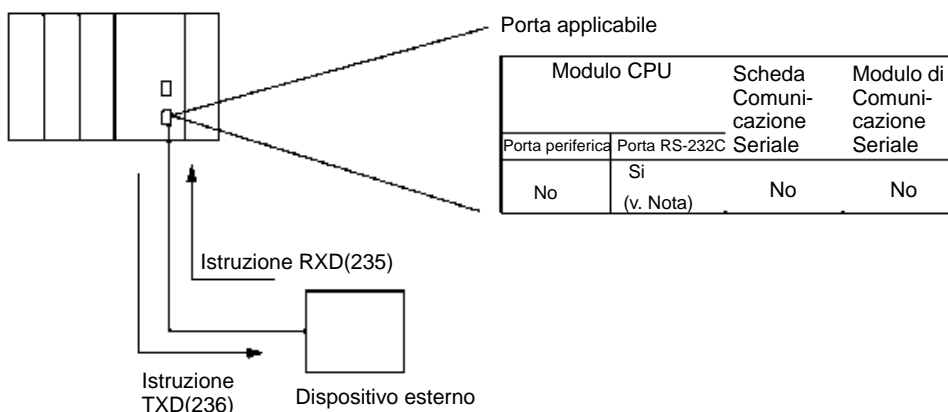 Porta applicabile
Modulo CPU
Scheda
Comuni-
cazione
Seriale
Modulo di
Comuni-
cazione
Seriale
Porta periferica
Porta RS-232C
No
Si
(v. Nota)
No
No
Istruzione RXD(235)
Istruzione
TXD(236)
Dispositivo esterno